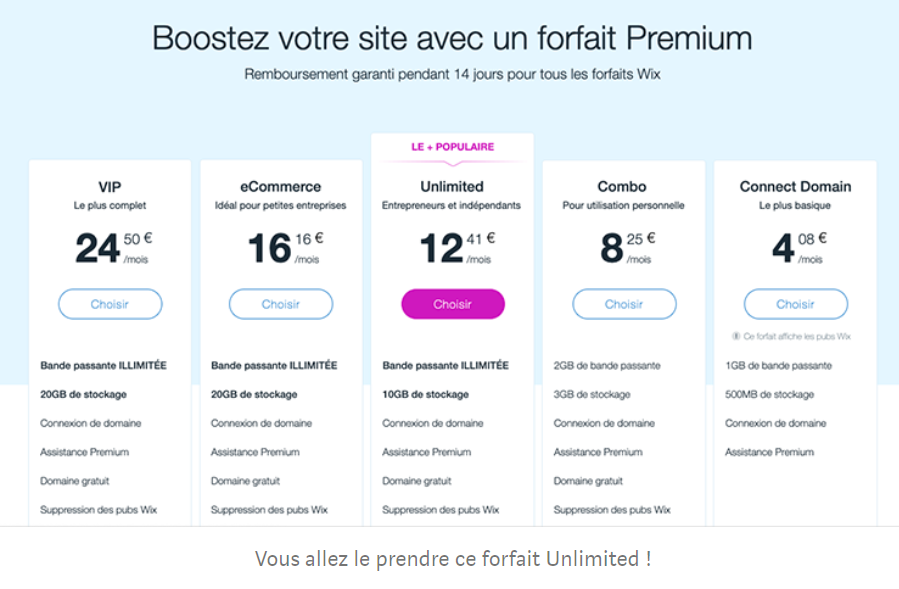 Boostez votre site avec un forfait Premium
Remboursement garanti pendant 14 jours pour tous les forfaits Wix
VIP
Le plus complet
24 50 €
/mois
Choisir
Bande passante ILLIMITÉE
20GB de stockage
Connexion de domaine
Assistance Premium
Domaine gratuit
Suppression des pubs Wix
eCommerce
Idéal pour petites entreprises
16 16 €
/mois
Choisir
Bande passante ILLIMITÉE
20GB de stockage
Connexion de domaine
Assistance Premium
Domaine gratuit
Suppression des pubs Wix
LE + POPULAIRE
Unlimited
Entrepreneurs et indépendants
12 41 €
/mois
Choisir
Bande passante ILLIMITÉE
10GB de stockage
Connexion de domaine
Assistance Premium
Domaine gratuit
Suppression des pubs Wix
Combo
Pour utilisation personnelle
8 25 €
/mois
Choisir
2GB de bande passante
3GB de stockage
Connexion de domaine
Assistance Premium
Domaine gratuit
Suppression des pubs Wix
Connect Domain
Le plus basique
4 08 €
/mois
Choisir
Ce forfait affiche les pubs Wix
1GB de bande passante
500MB de stockage
Connexion de domaine
Assistance Premium
Vous allez le prendre ce forfait Unlimited !